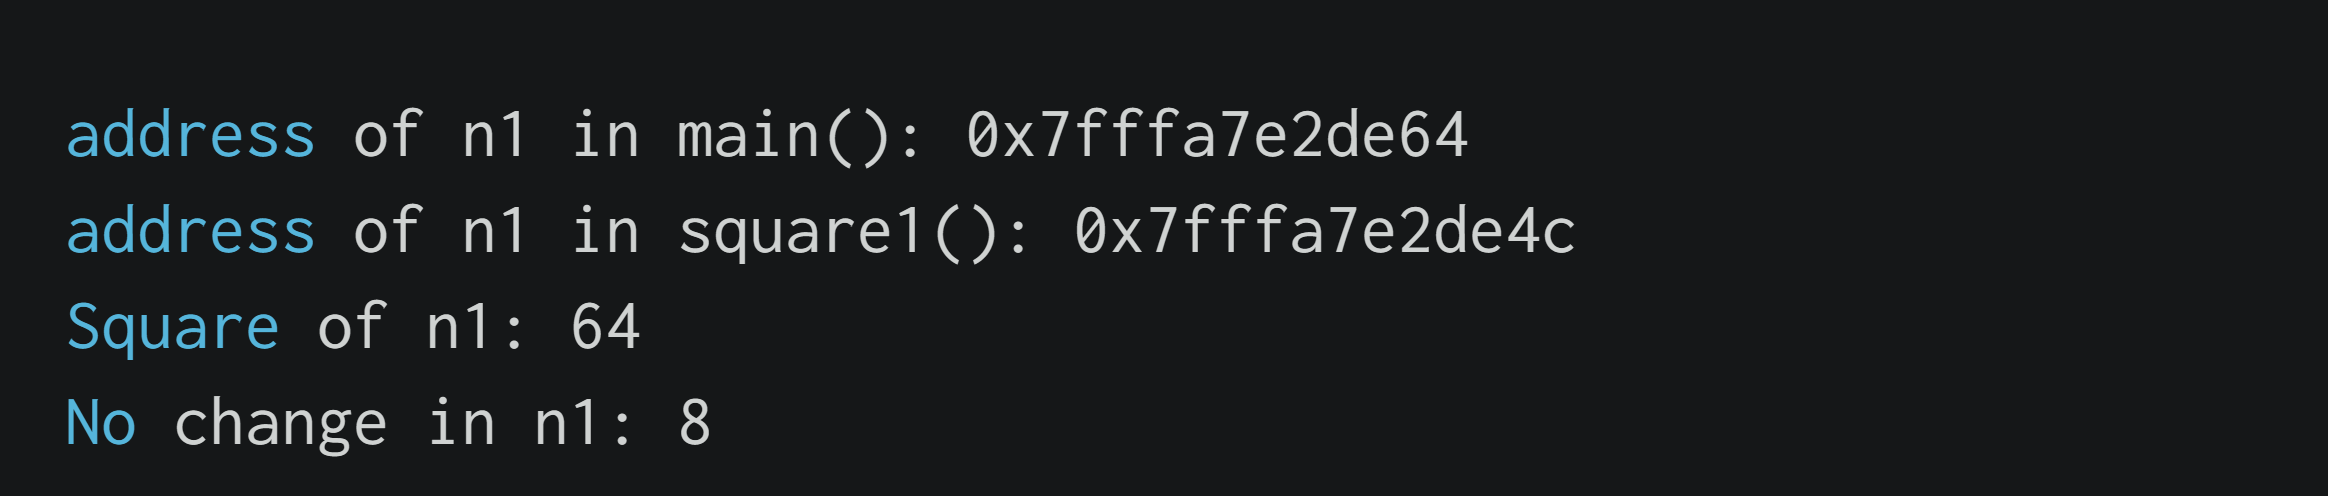 address of n1 in main(): 0x7fffa7e2de64
address of n1 in square1(): 0x7fffa7e2de4c
Square of n1: 64
No change in n1: 8